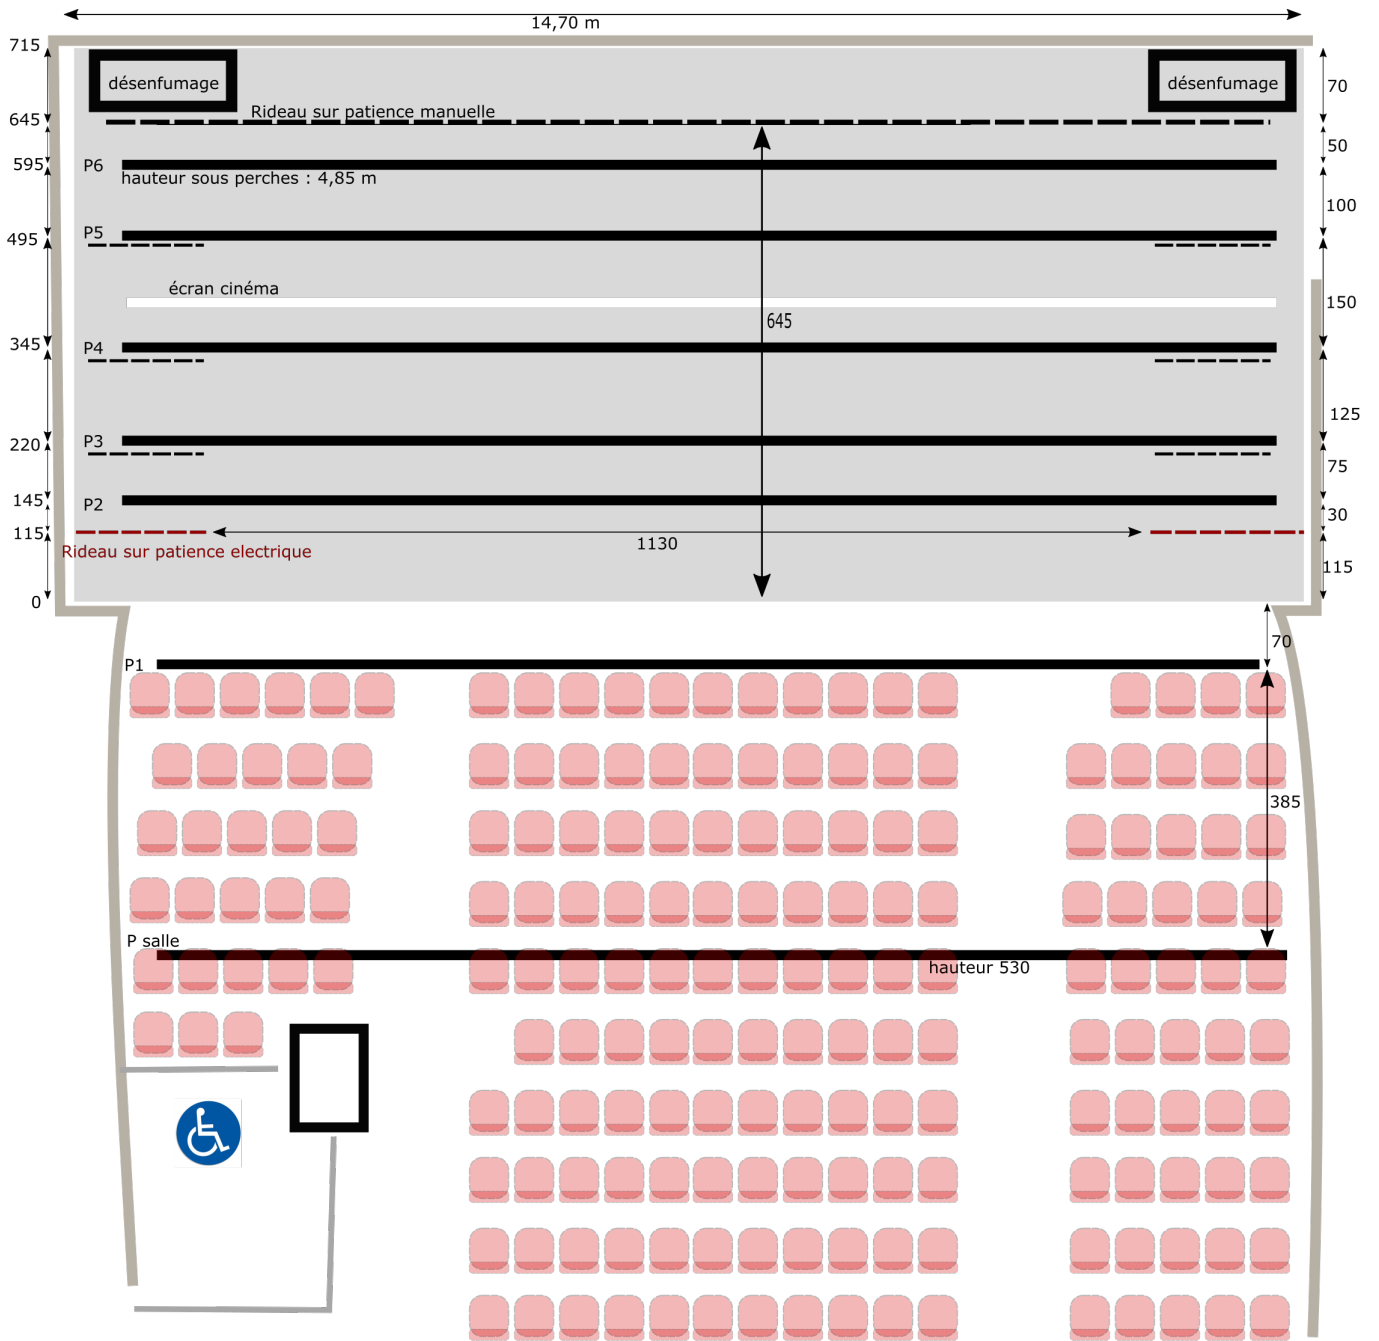 14,70 m
715
désenfumage
désenfumage
70
Rideau sur patience manuelle
645
50
595
P6
hauteur sous perches : 4,85 m
100
P5
495
écran cinéma
150
645
345
P4
125
P3
220
75
145
P2
30
115
1130
Rideau sur patience electrique
115
0
70
P1
385
P salle
hauteur 530